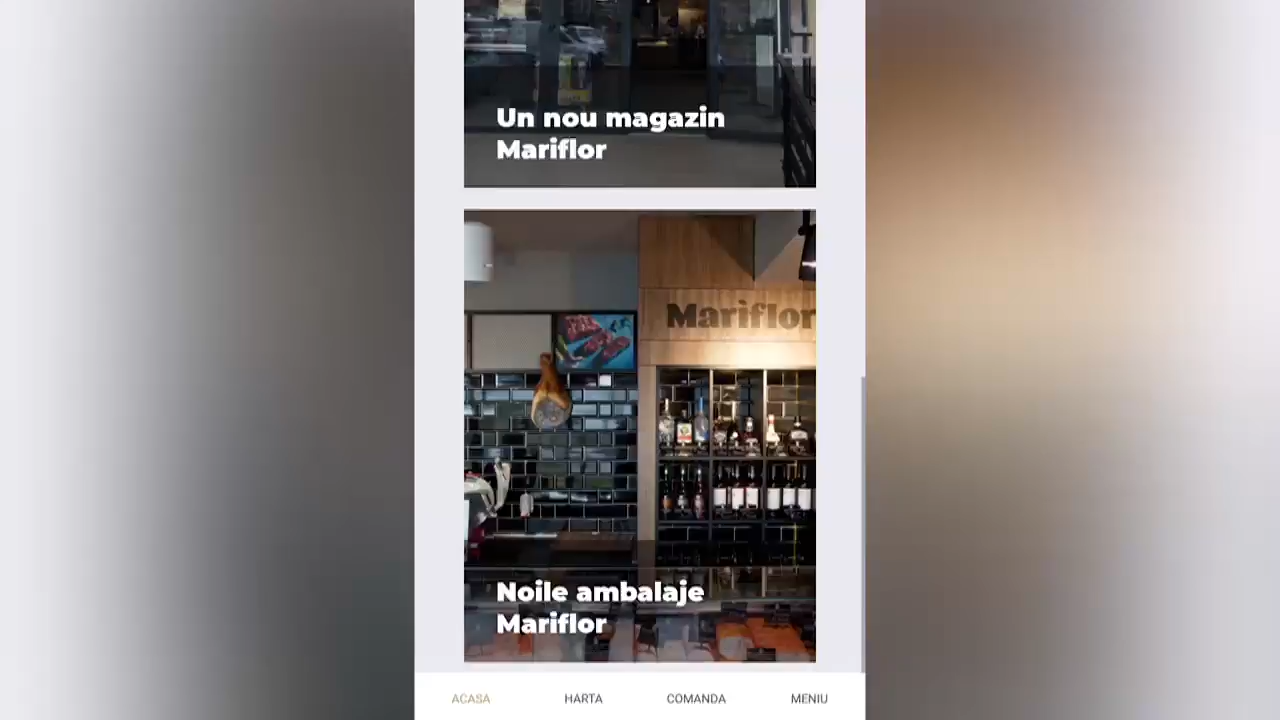 Un nou magazin
Mariflor
Mariflor
Noile ambalaje
Mariflor
ACASA
HARTA
COMANDA
MENIU